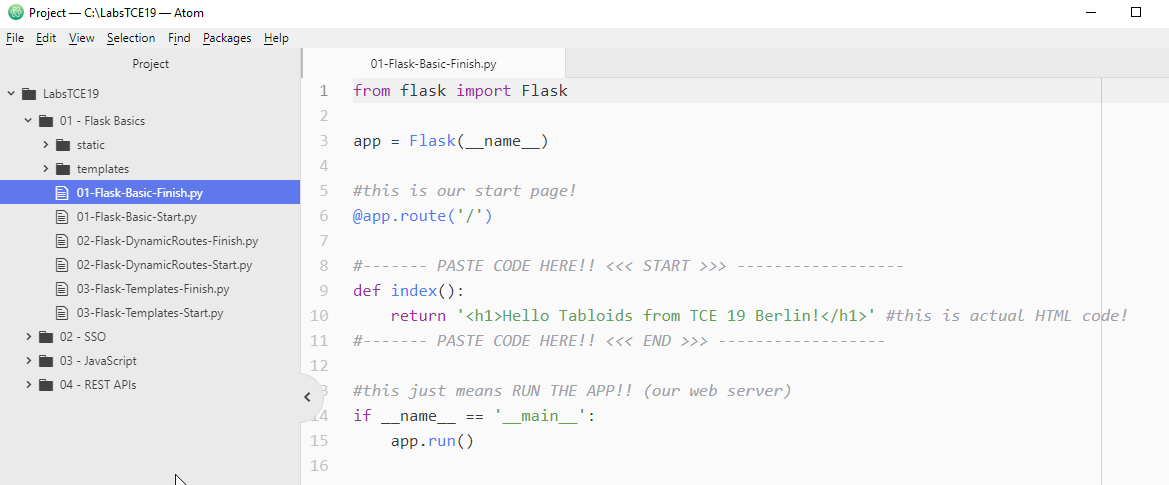 Project — C:\LabsTCE19 — Atom
File Edit View Selection Find Packages Help
Project
LabsTCE19
01 - Flask Basics
static
templates
01-Flask-Basic-Finish.py
01-Flask-Basic-Start.py
02-Flask-DynamicRoutes-Finish.py
02-Flask-DynamicRoutes-Start.py
03-Flask-Templates-Finish.py
03-Flask-Templates-Start.py
02 - SSO
03 - JavaScript
04 - REST APIs
01-Flask-Basic-Finish.py
1 from flask import Flask
2
3 app = Flask(__name__)
4
5 #this is our start page!
6 @app.route('/')
7
8 #------- PASTE CODE HERE!! <<< START >>> ------------------
9 def index():
10     return '<h1>Hello Tabloids from TCE 19 Berlin!</h1>' #this is actual HTML code!
11 #------- PASTE CODE HERE!! <<< END >>> ------------------
12
3 #this just means RUN THE APP!! (our web server)
14 if __name__ == '__main__':
15     app.run()
16